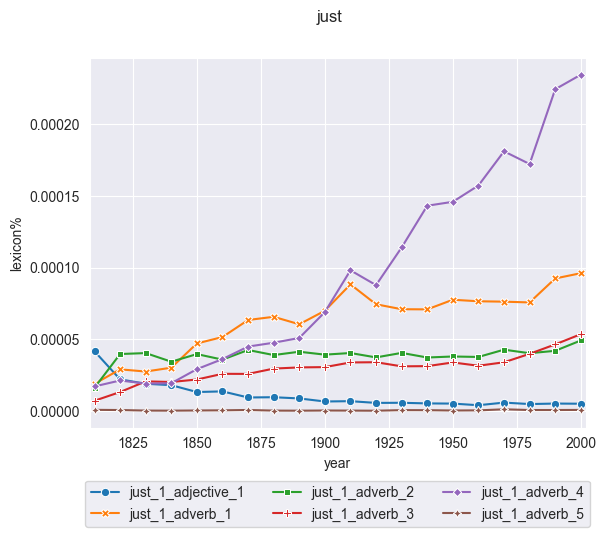 just
0.00020
0.00015
0.00010
0.00005
0.00000
lexicon%
1825 1850 1875 1900 1925 1950 1975 2000
year
just_1_adjective_1 just_1_adverb_2 just_1_adverb_4
just_1_adverb_1 just_1_adverb_3 just_1_adverb_5